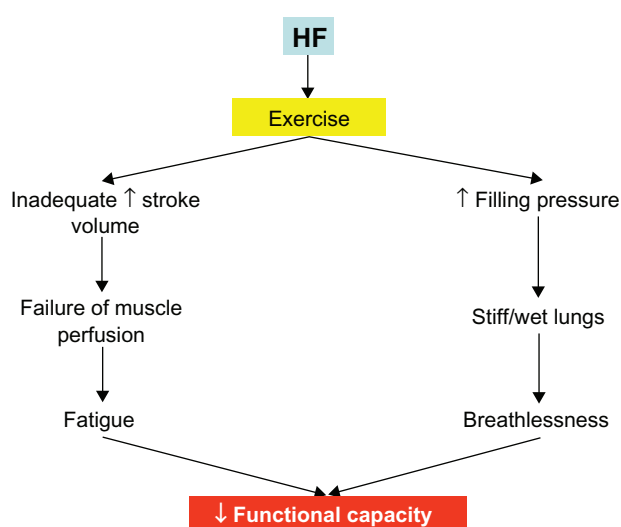 HF
Exercise
Inadequate ↑ stroke
volume
↑ Filling pressure
Failure of muscle
perfusion
Stiff/wet lungs
Fatigue
Breathlessness
↓ Functional capacity